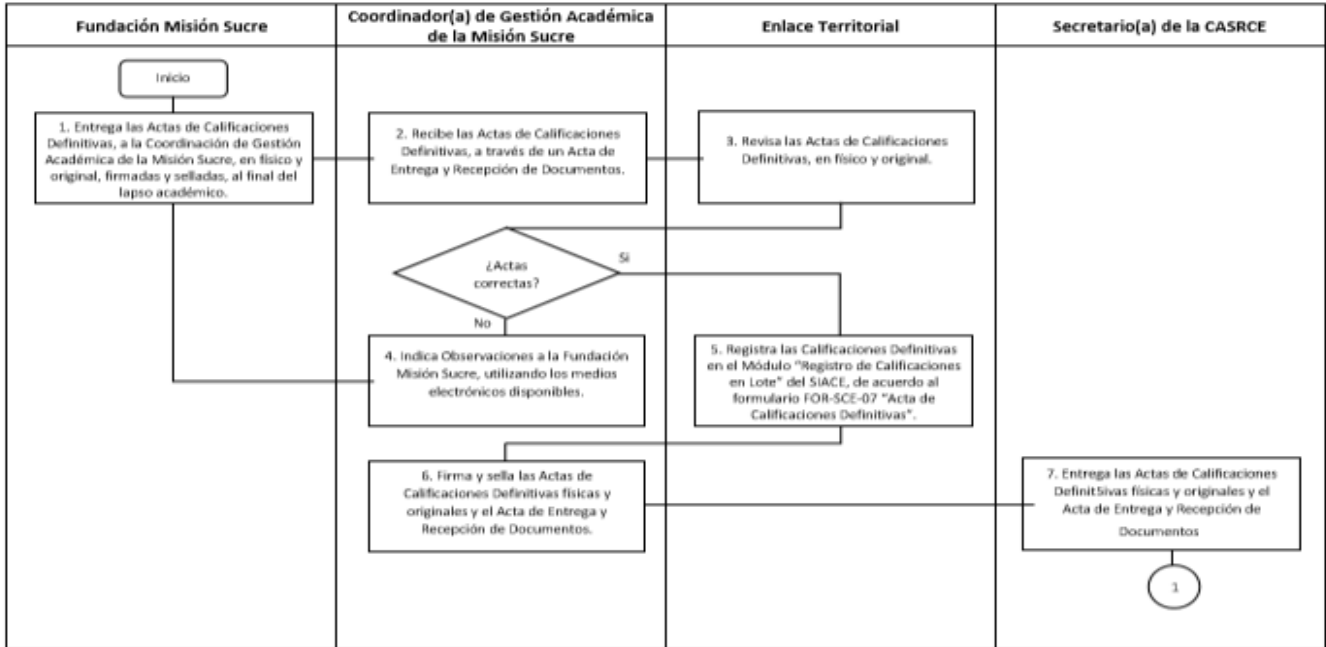 Fundación Misión Sucre
Coordinador(a) de Gestión Académica
de la Misión Sucre
Enlace Territorial
Secretario(a) de la CASRCE
Inicio
1. Entrega las Actas de Calificaciones
Definitivas, a la Coordinación de Gestión
Académica de la Misión Sucre, en físico y
original, firmadas y selladas, al final del
lapso académico.
2. Recibe las Actas de Calificaciones
Definitivas, a través de un Acta de
Entrega y Recepción de Documentos.
3. Revisa las Actas de Calificaciones
Definitivas, en físico y original.
¿Actas
correctas?
Si
No
4. Indica Observaciones a la Fundación
Misión Sucre, utilizando los medios
electrónicos disponibles.
5. Registra las Calificaciones Definitivas
en el Módulo “Registro de Calificaciones
en Lote” del SIACE, de acuerdo al
formulario FOR-SCE-07 “Acta de
Calificaciones Definitivas”.
6. Firma y sella las Actas de
Calificaciones Definitivas físicas y
originales y el Acta de Entrega y
Recepción de Documentos.
7. Entrega las Actas de Calificaciones
Definit5ivas físicas y originales y el
Acta de Entrega y Recepción de
Documentos
1